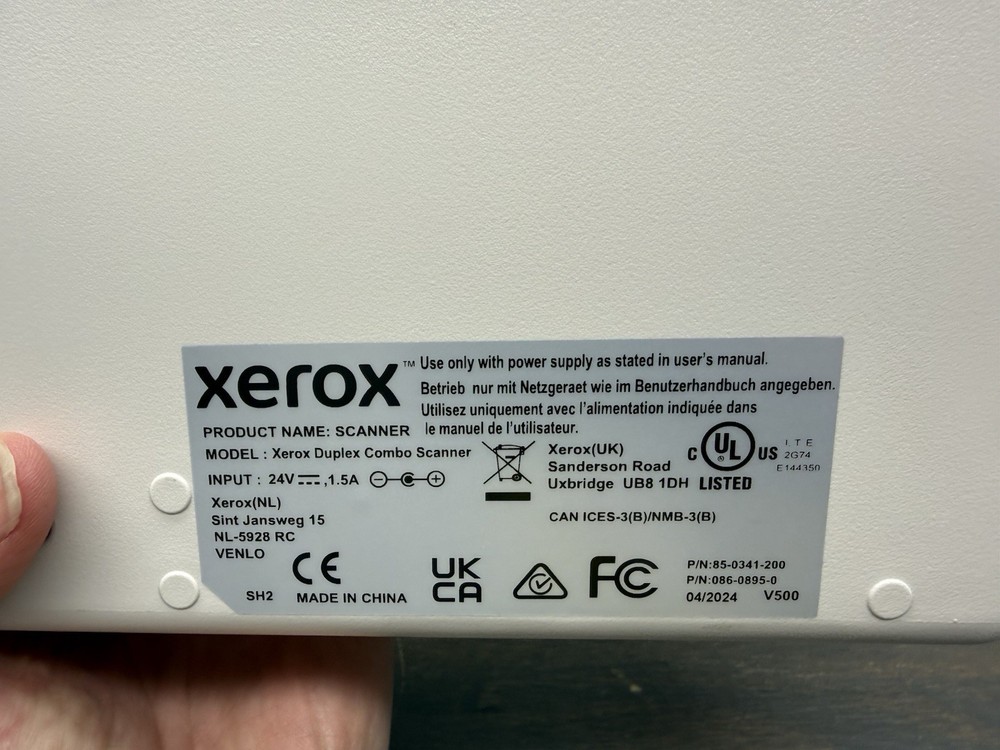 xerox™
Use only with power supply as stated in user's manual.
Betrieb nur mit Netzgeraet wie im Benutzerhandbuch angegeben.
Utilisez uniquement avec l'alimentation indiquée dans
le manuel de l'utilisateur.
PRODUCT NAME: SCANNER
MODEL : Xerox Duplex Combo Scanner
INPUT : 24V ,1.5A
Xerox(NL)
Sint Jansweg 15
NL-5928 RC
VENLO
Xerox(UK)
Sanderson Road
Uxbridge UB8 1DH
C UL US
LISTED
I T E
2G74
E144350
CAN ICES-3(B)/NMB-3(B)
CE
SH2 MADE IN CHINA
UK
CA
FC
P/N:85-0341-200
P/N:086-0895-0
04/2024 V500